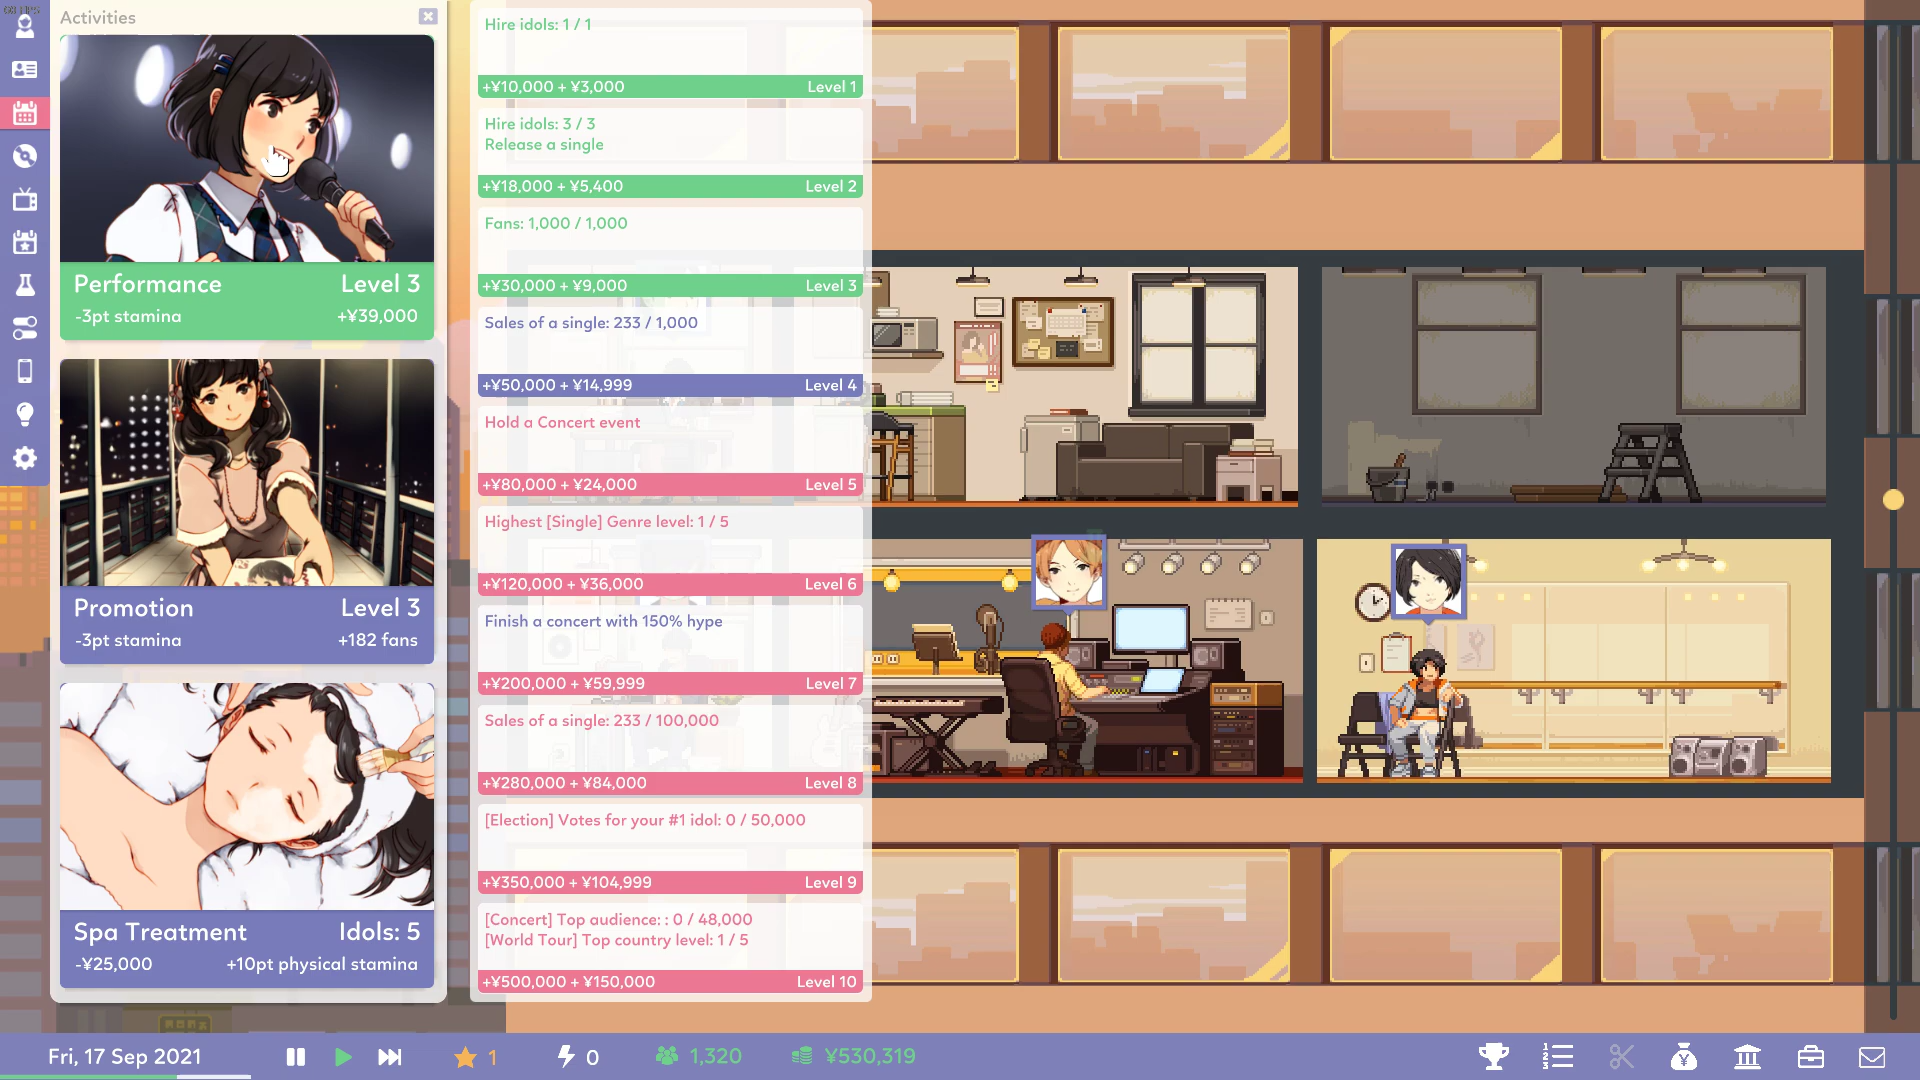 60 FPS
Activities
Performance
Level 3
-3pt stamina
+¥39,000
Promotion
Level 3
-3pt stamina
+182 fans
Spa Treatment
Idols: 5
-¥25,000
+10pt physical stamina
Hire idols: 1 / 1
+¥10,000 + ¥3,000
Level 1
Hire idols: 3 / 3
Release a single
+¥18,000 + ¥5,400
Level 2
Fans: 1,000 / 1,000
+¥30,000 + ¥9,000
Level 3
Sales of a single: 233 / 1,000
+¥50,000 + ¥14,999
Level 4
Hold a Concert event
+¥80,000 + ¥24,000
Level 5
Highest [Single] Genre level: 1 / 5
+¥120,000 + ¥36,000
Level 6
Finish a concert with 150% hype
+¥200,000 + ¥59,999
Level 7
Sales of a single: 233 / 100,000
+¥280,000 + ¥84,000
Level 8
[Election] Votes for your #1 idol: 0 / 50,000
+¥350,000 + ¥104,999
Level 9
[Concert] Top audience: : 0 / 48,000
[World Tour] Top country level: 1 / 5
+¥500,000 + ¥150,000
Level 10
Fri, 17 Sep 2021
1
0
1,320
¥530,319